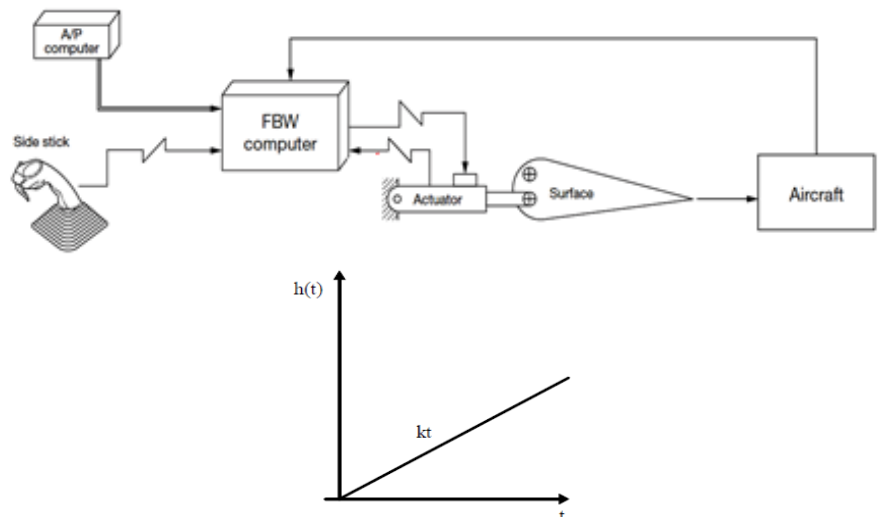 A/P
computer
Side stick
FBW
computer
Actuator
Surface
Aircraft
h(t)
kt
t